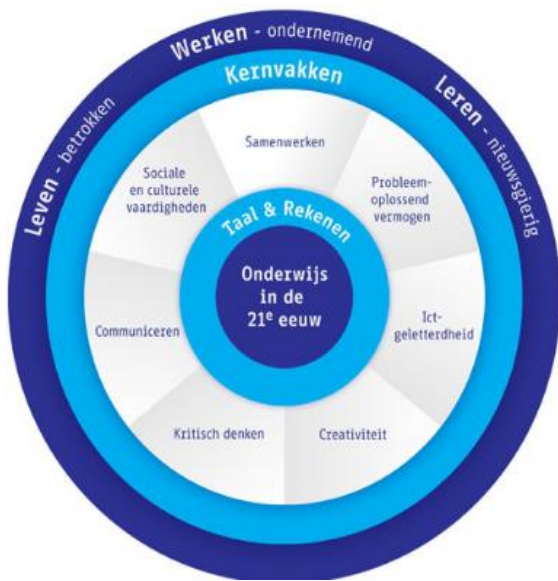 Werken - ondernemend
Leven - betrokken
Leren - nieuwsgierig
Kernvakken
Samenwerken
Sociale
en culturele
vaardigheden
Probleem-
oplossend
vermogen
Taal & Rekenen
Onderwijs
in de
21e eeuw
Communiceren
Ict-
geletterdheid
Kritisch denken
Creativiteit